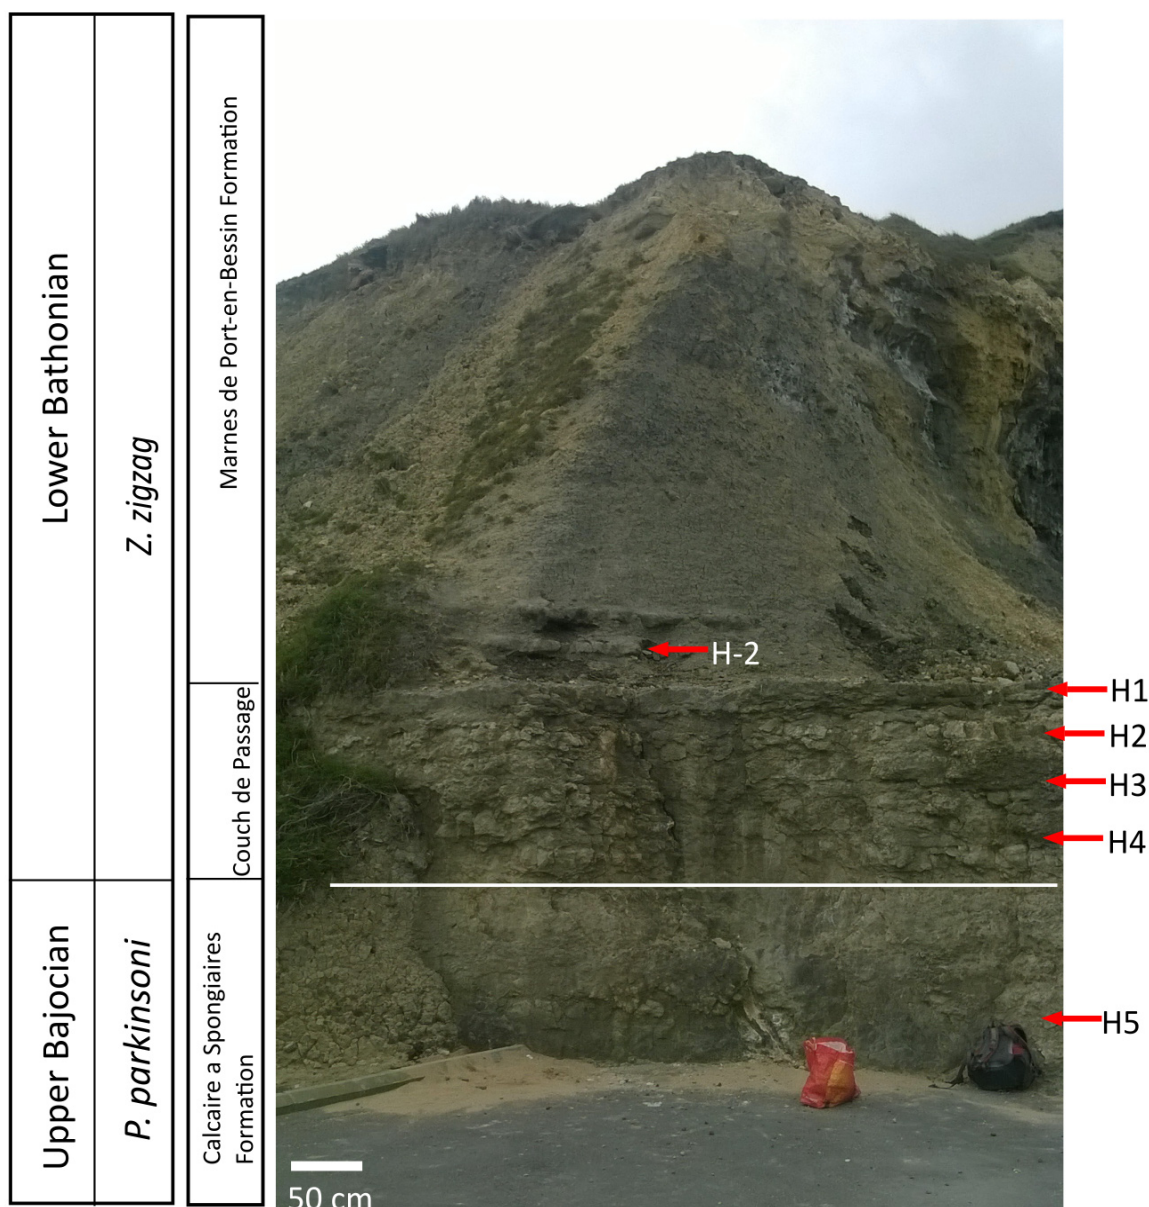 Lower Bathonian
Z. zigzag
Marnes de Port-en-Bessin Formation
Couch de Passage
Upper Bajocian
P. parkinsoni
Calcaire a Spongiaires
Formation
H-2
H1
H2
H3
H4
H5
50 cm